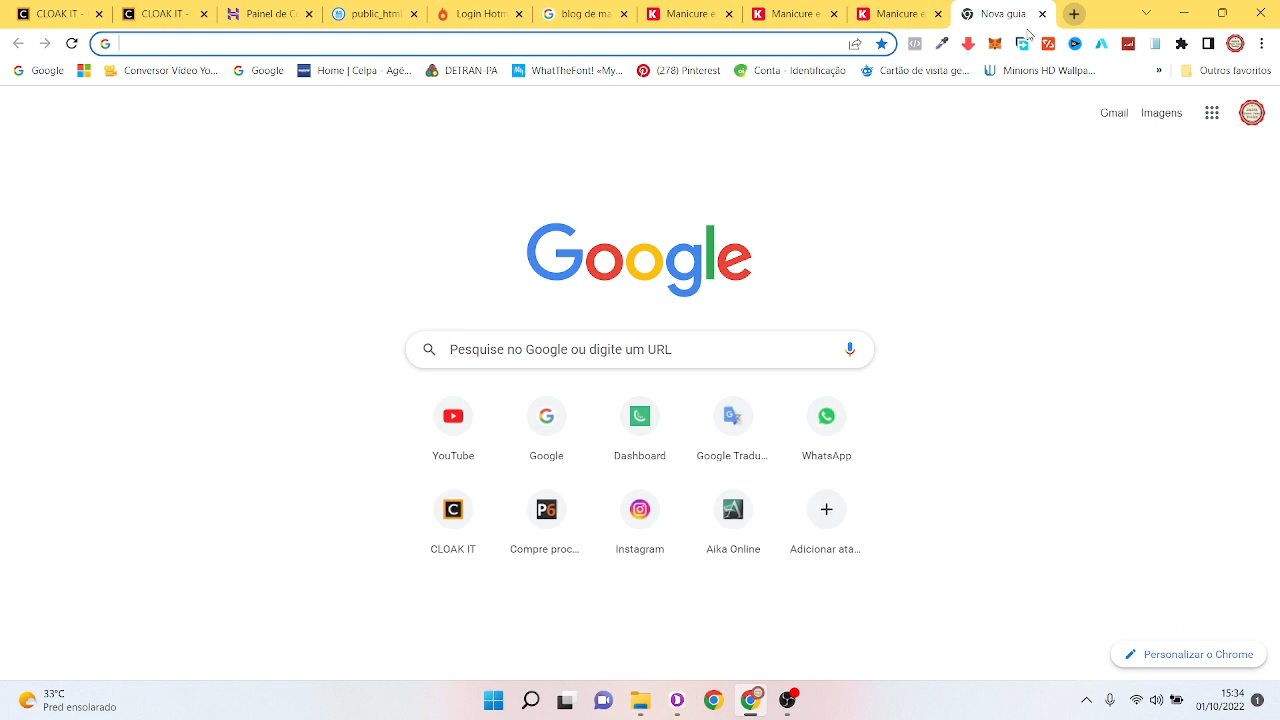 CLOAK IT -
CLOAK IT -
Painel de C
public_html
Login Hotm
blog de ma
Manicure e
Manicure e
Manicure e
Nova guia
Google
Conversor Video Yo...
Google
Home | Celpa - Agê...
DETRAN-PA
WhatTheFont! «My...
(278) Pinterest
Conta - Identificação
Cartão de visita ge...
Minions HD Wallpa...
»
Outros favoritos
Gmail
Imagens
Google
Pesquise no Google ou digite um URL
YouTube
Google
Dashboard
Google Tradu...
WhatsApp
CLOAK IT
Compre proc...
Instagram
Aika Online
Adicionar ata...
Personalizar o Chrome
33°C
Pred ensolarado
15:34
01/10/2022
1